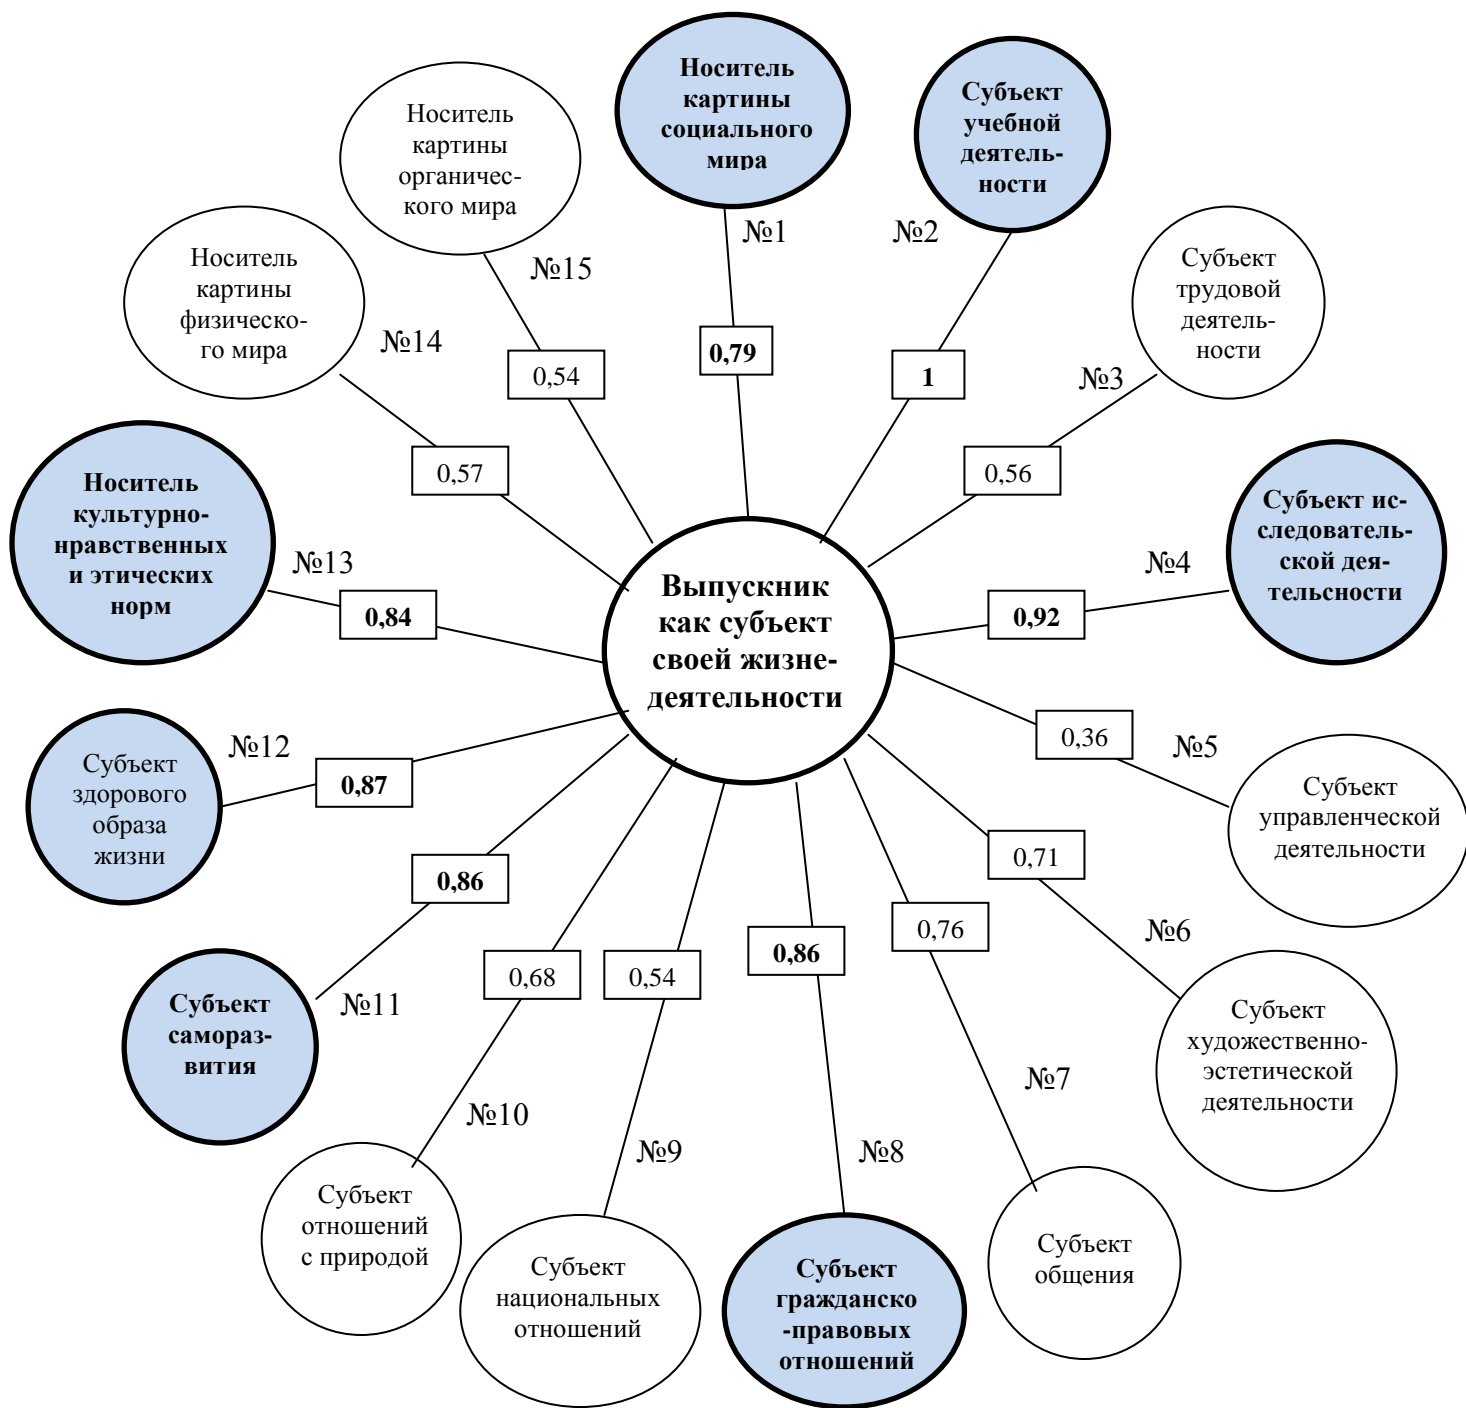 Носитель
картины
социального
мира
№1
0,79
Субъект
учебной
деятель-
ности
№2
1
Субъект
трудовой
деятель-
ности
№3
0,56
Субъект ис-
следователь-
ской дея-
тельсности
№4
0,92
Субъект
управленческой
деятельности
№5
0,36
Субъект
художественно-
эстетической
деятельности
№6
0,71
Субъект
общения
№7
0,76
Субъект
гражданско
-правовых
отношений
№8
0,86
Субъект
национальных
отношений
№9
0,54
Субъект
отношений
с природой
№10
0,68
Субъект
самораз-
вития
№11
0,86
Субъект
здорового
образа
жизни
№12
0,87
Носитель
культурно-
нравственных
и этических
норм
№13
0,84
Носитель
картины
физическо-
го мира
№14
0,57
Носитель
картины
органичес-
кого мира
№15
0,54
Выпускник
как субъект
своей жизне-
деятельности